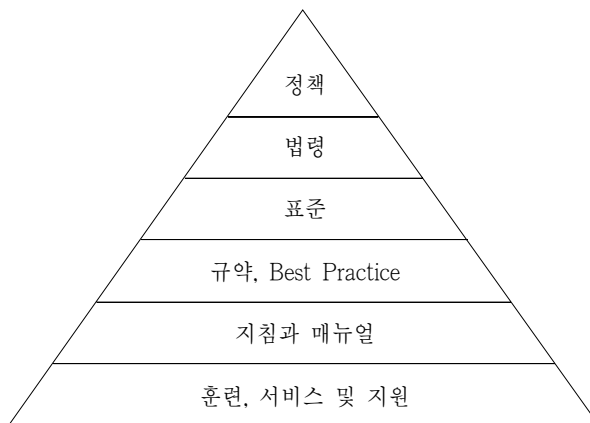 정책
법령
표준
규약, Best Practice
지침과 매뉴얼
훈련, 서비스 및 지원